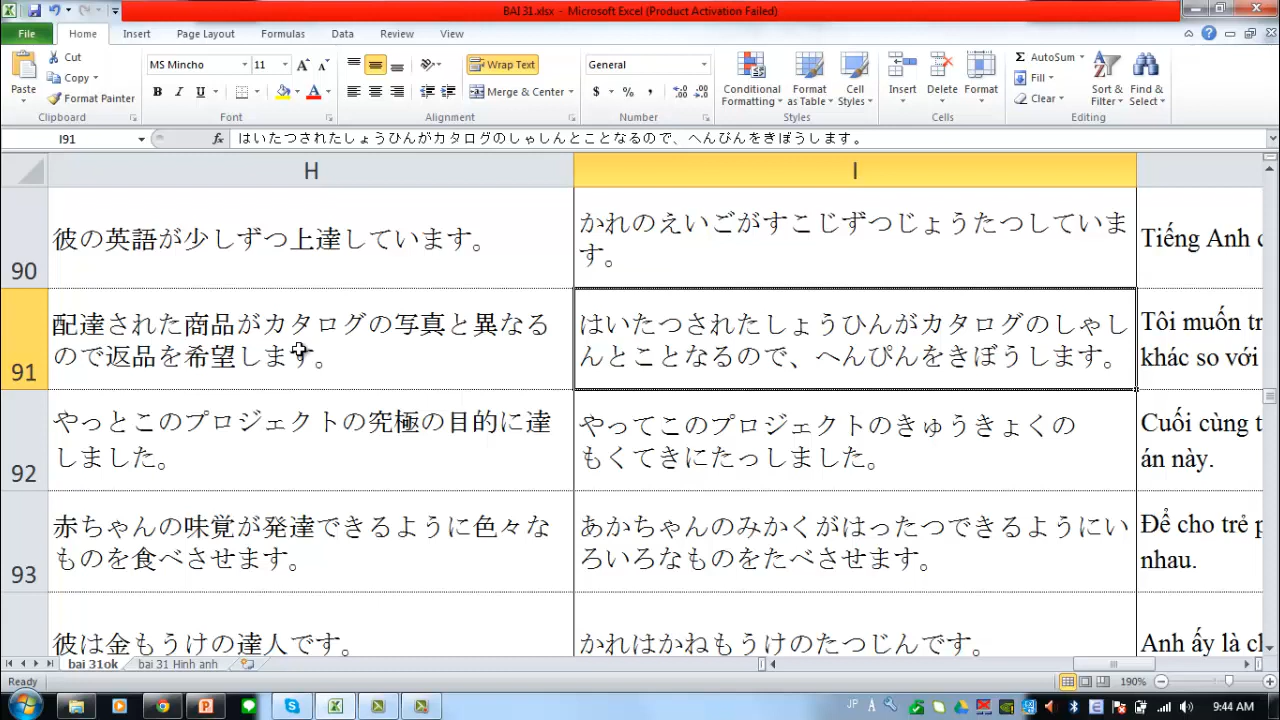 BAI 31.xlsx - Microsoft Excel (Product Activation Failed)
File Home Insert Page Layout Formulas Data Review View
Paste
Cut
Copy
Format Painter
Clipboard
MS Mincho 11
B I U
Font
Wrap Text
Merge & Center
Alignment
General
$ % ,
Number
Conditional Formatting
Format as Table
Cell Styles
Styles
Insert Delete Format
Cells
Σ AutoSum
Fill
Clear
Sort & Filter
Find & Select
Editing
I91
fx はいたつされたしょうひんがカタログのしゃしんとことなるので、へんぴんをきぼうします。
H I
90
彼の英語が少しずつ上達しています。
かれのえいごがすこじずつじょうたつしていま
す。
Tiếng Anh c
91
配達された商品がカタログの写真と異なる
ので返品を希望します。
はいたつされたしょうひんがカタログのしゃし
んとことなるので、へんぴんをきぼうします。
Tôi muốn tr
khác so với
92
やっとこのプロジェクトの究極の目的に達
しました。
やってこのプロジェクトのきゅうきょくの
もくてきにたっしました。
Cuối cùng t
án này.
93
赤ちゃんの味覚が発達できるように色々な
ものを食べさせます。
あかちゃんのみかくがはったつできるようにい
ろいろなものをたべさせます。
Để cho trẻ p
nhau.
彼は金もうけの達人です。
かれはかねもうけのたつじんです。
Anh ấy là ch
bai 31ok bai 31 Hinh anh
Ready
190%
JP
9:44 AM